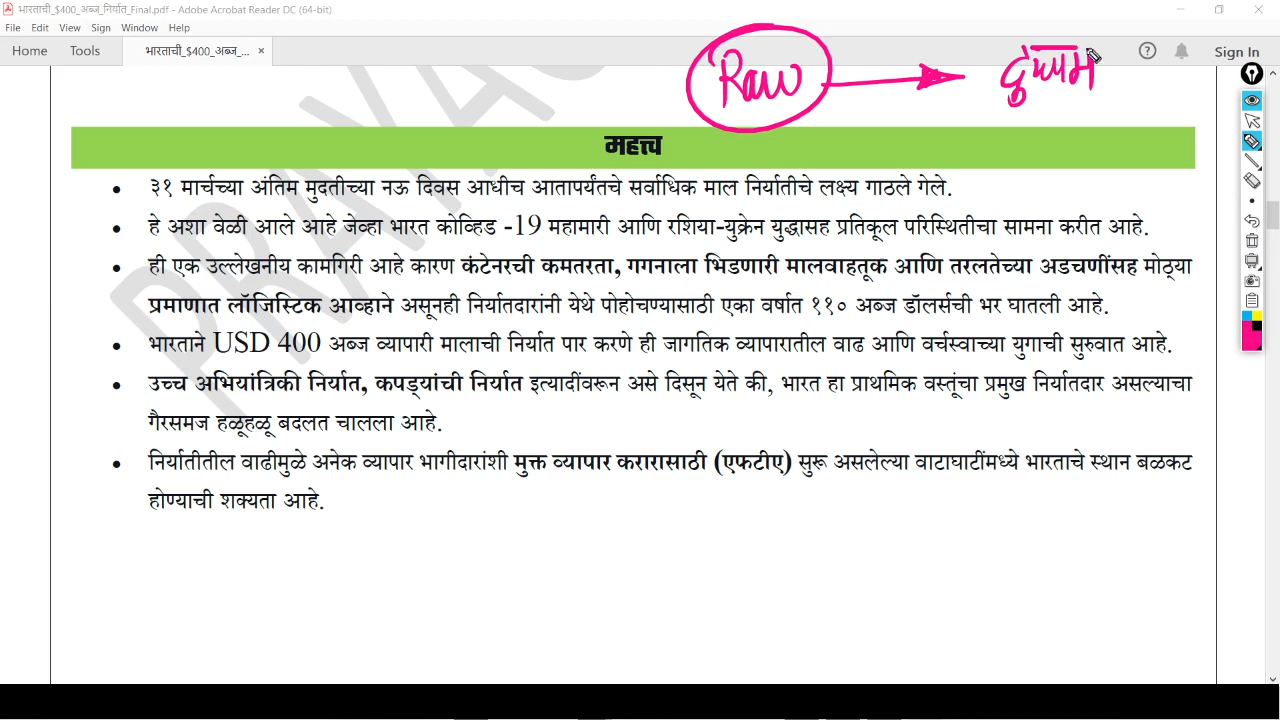 भारताची_$400_अब्ज_निर्यात_Final.pdf - Adobe Acrobat Reader DC (64-bit)
File Edit View Sign Window Help
Home Tools भारताची_$400_अब्ज_... × Sign In
Raw दुय्यम
महत्त्व
• ३१ मार्चच्या अंतिम मुदतीच्या नऊ दिवस आधीच आतापर्यंतचे सर्वाधिक माल निर्यातीचे लक्ष्य गाठले गेले.
• हे अशा वेळी आले आहे जेव्हा भारत कोव्हिड -19 महामारी आणि रशिया-युक्रेन युद्धासह प्रतिकूल परिस्थितीचा सामना करीत आहे.
• ही एक उल्लेखनीय कामगिरी आहे कारण कंटेनरची कमतरता, गगनाला भिडणारी मालवाहतूक आणि तरलतेच्या अडचणींसह मोठ्या
प्रमाणात लॉजिस्टिक आव्हाने असूनही निर्यातदारांनी येथे पोहोचण्यासाठी एका वर्षात ११० अब्ज डॉलर्सची भर घातली आहे.
• भारताने USD 400 अब्ज व्यापारी मालाची निर्यात पार करणे ही जागतिक व्यापारातील वाढ आणि वर्चस्वाच्या युगाची सुरुवात आहे.
• उच्च अभियांत्रिकी निर्यात, कपड्यांची निर्यात इत्यादींवरून असे दिसून येते की, भारत हा प्राथमिक वस्तूंचा प्रमुख निर्यातदार असल्याचा
गैरसमज हळूहळू बदलत चालला आहे.
• निर्यातीतील वाढीमुळे अनेक व्यापार भागीदारांशी मुक्त व्यापार करारासाठी (एफटीए) सुरू असलेल्या वाटाघाटींमध्ये भारताचे स्थान बळकट
होण्याची शक्यता आहे.